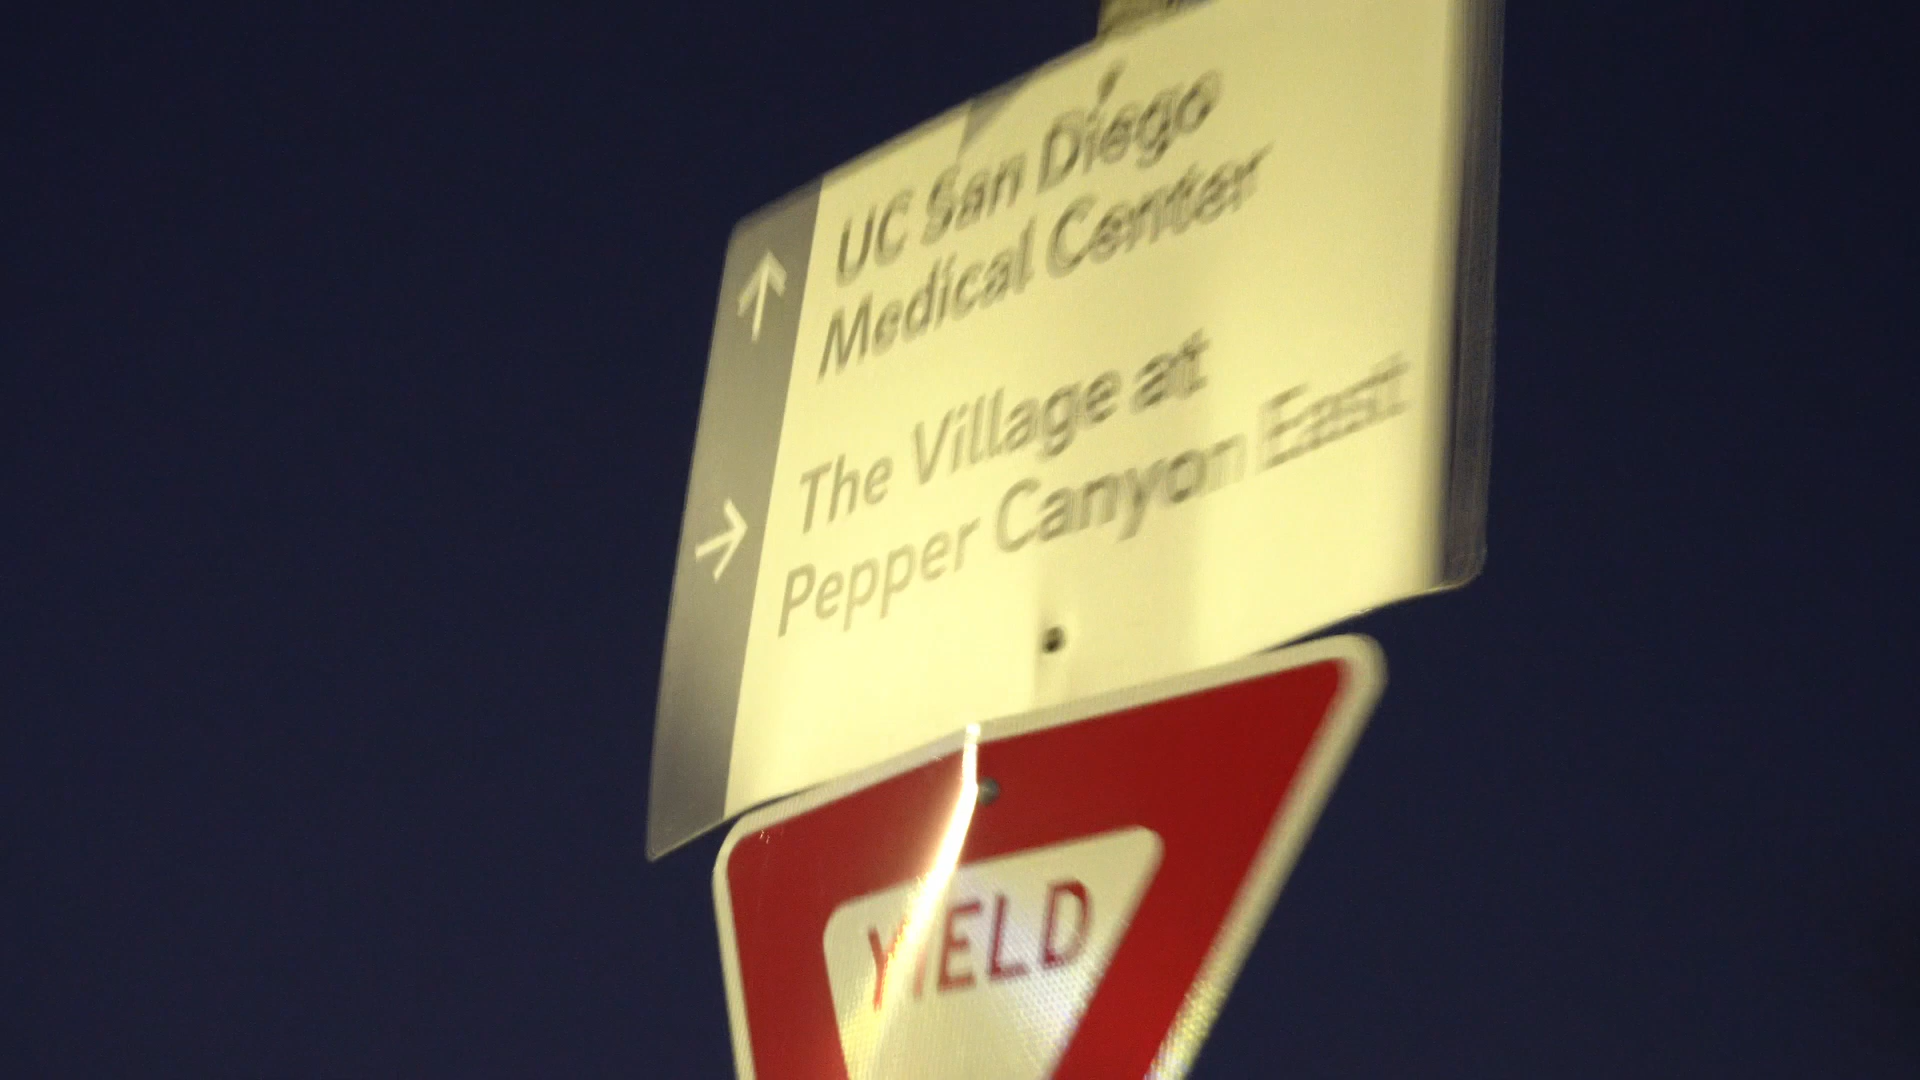 UC San Diego
Medical Center
The Village at
Pepper Canyon East
YIELD